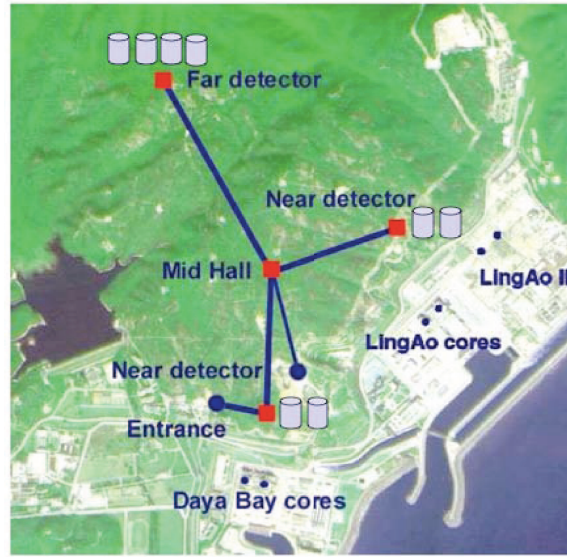 Far detector
Near detector
Mid Hall
LingAo II
LingAo cores
Near detector
Entrance
Daya Bay cores